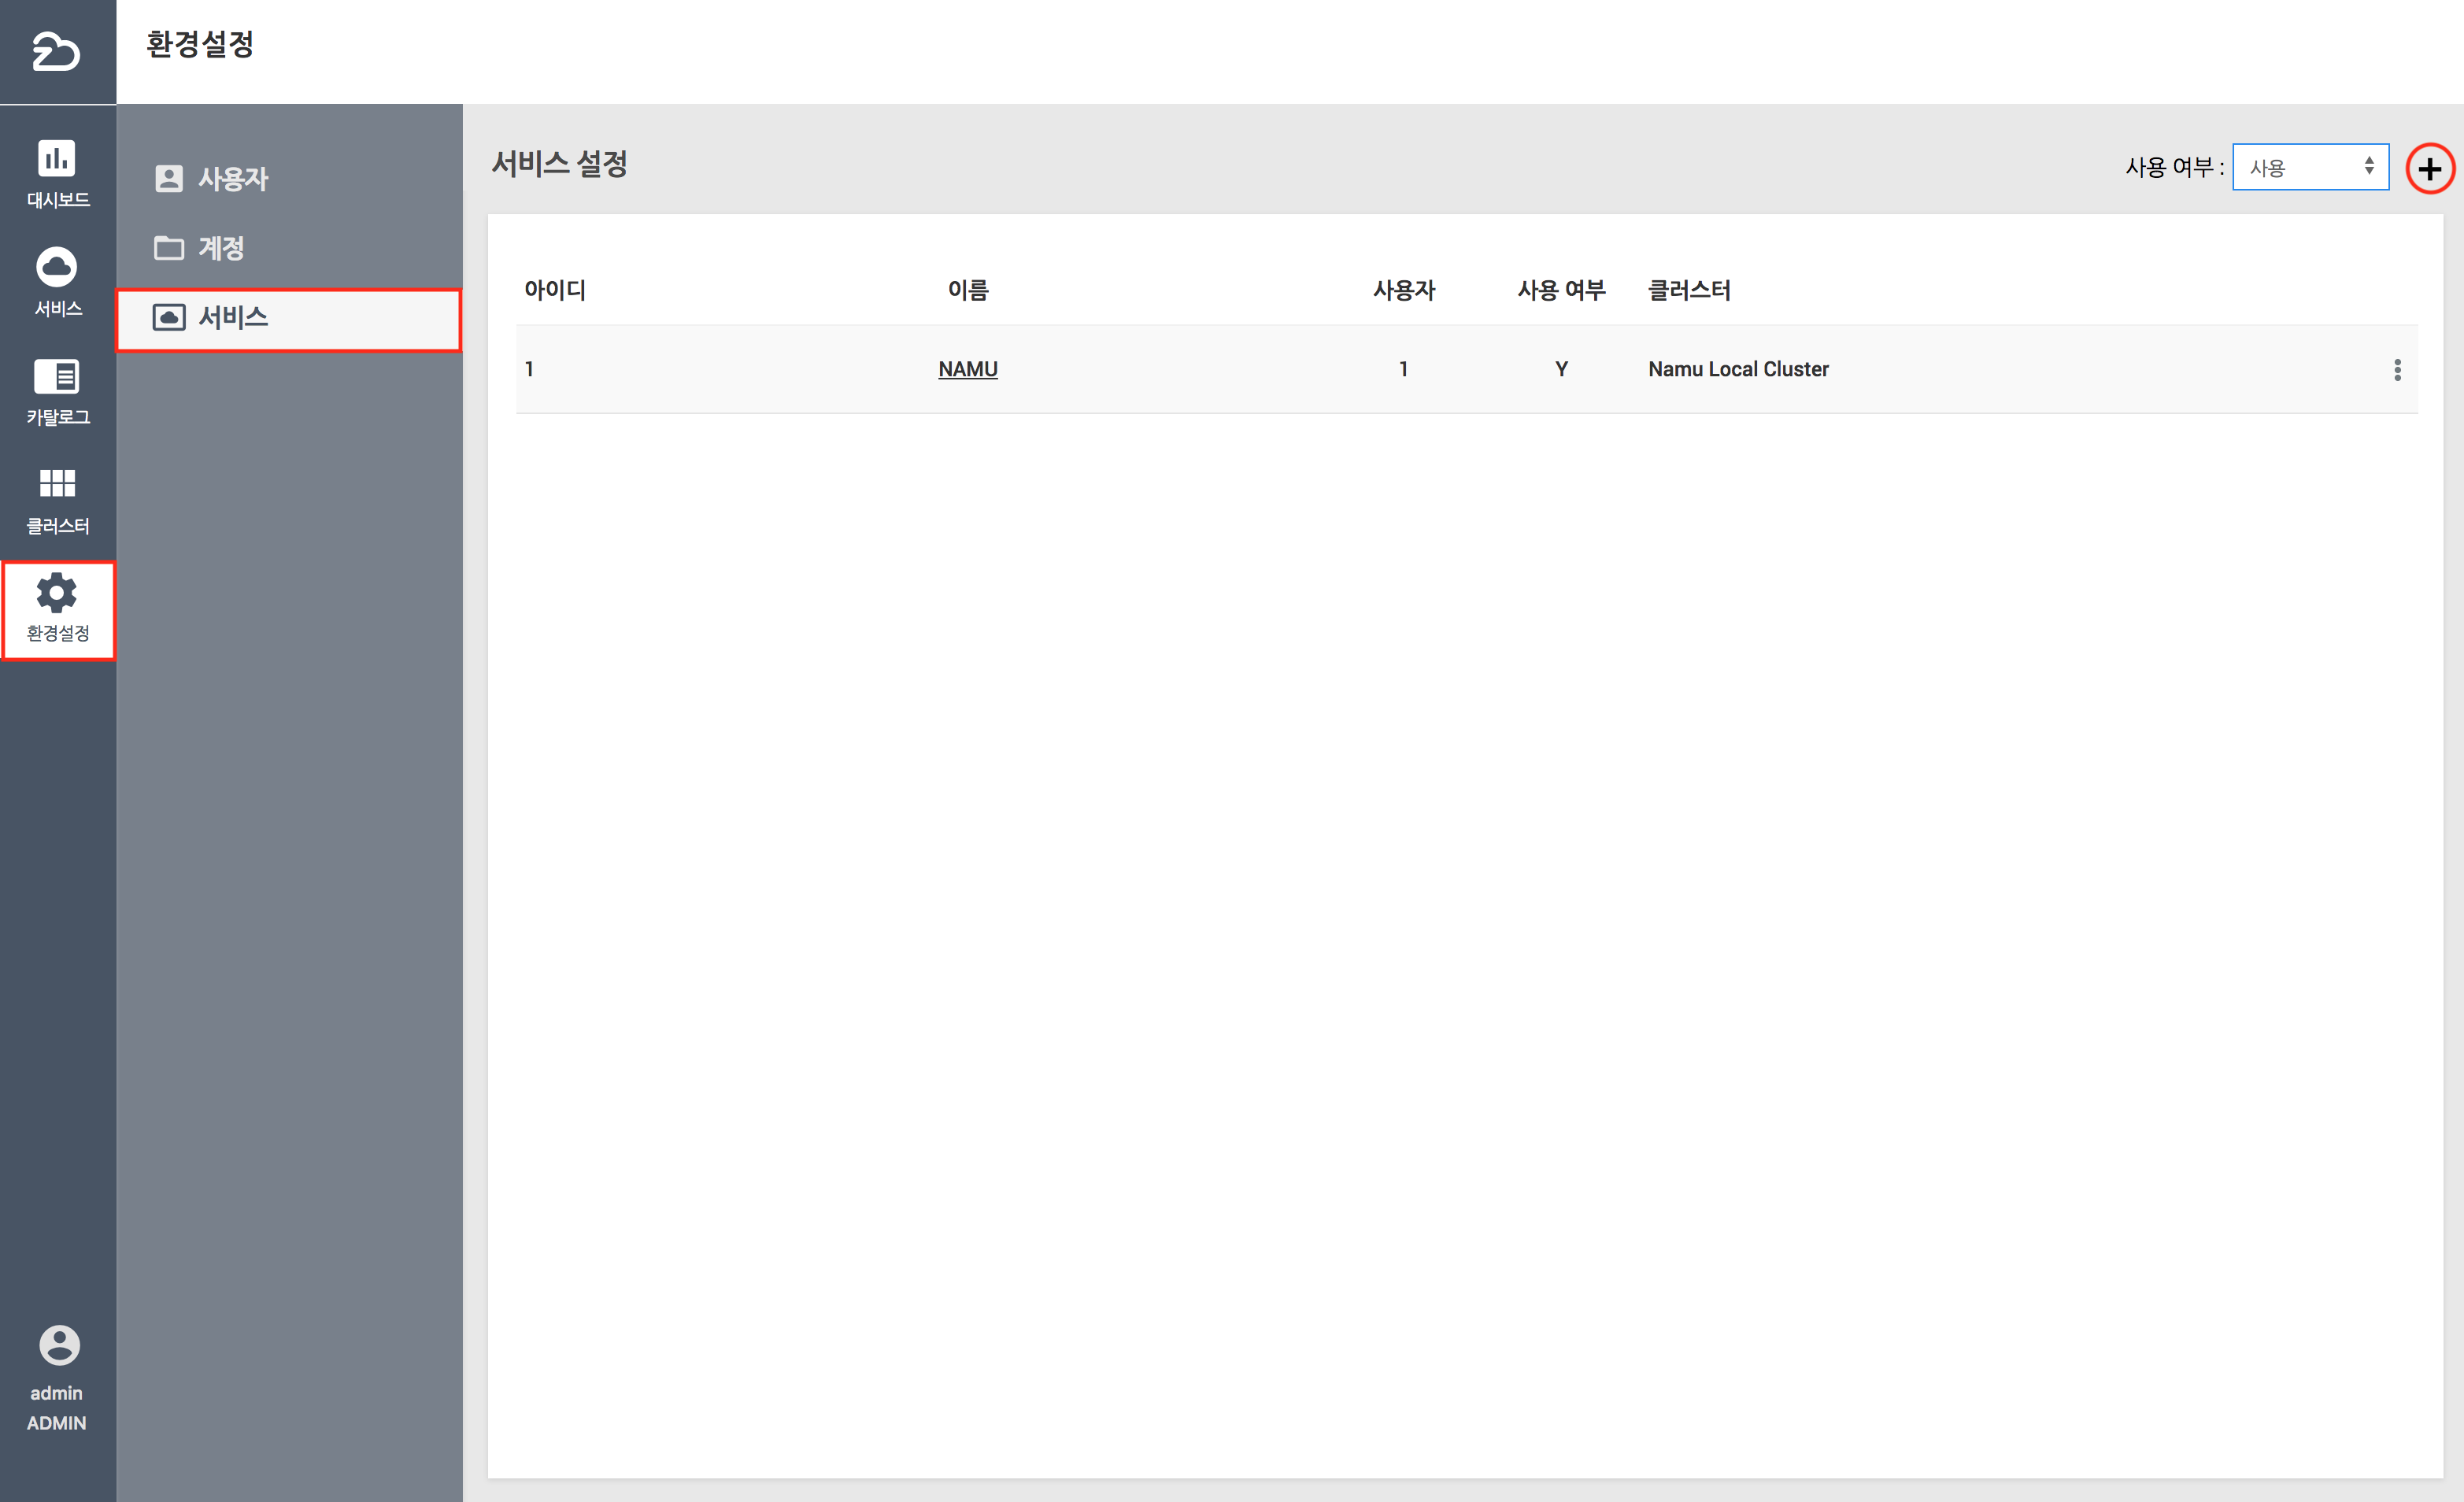 환경설정
대시보드
서비스
카탈로그
클러스터
환경설정
admin
ADMIN
사용자
계정
서비스
서비스 설정
사용 여부 : 사용
아이디 이름 사용자 사용 여부 클러스터
1 NAMU 1 Y Namu Local Cluster